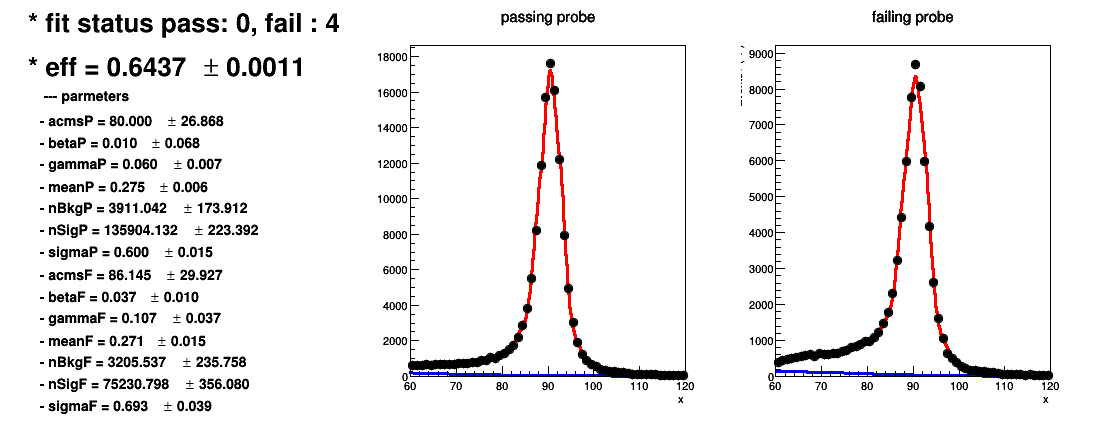 * fit status pass: 0, fail : 4
* eff = 0.6437 ± 0.0011
--- parmeters
- acmsP = 80.000 ± 26.868
- betaP = 0.010 ± 0.068
- gammaP = 0.060 ± 0.007
- meanP = 0.275 ± 0.006
- nBkgP = 3911.042 ± 173.912
- nSigP = 135904.132 ± 223.392
- sigmaP = 0.600 ± 0.015
- acmsF = 86.145 ± 29.927
- betaF = 0.037 ± 0.010
- gammaF = 0.107 ± 0.037
- meanF = 0.271 ± 0.015
- nBkgF = 3205.537 ± 235.758
- nSigF = 75230.798 ± 356.080
- sigmaF = 0.693 ± 0.039
passing probe
18000
16000
14000
12000
10000
8000
6000
4000
2000
0
60 70 80 90 100 110 120
x
failing probe
9000
8000
7000
6000
5000
4000
3000
2000
1000
0
60 70 80 90 100 110 120
x